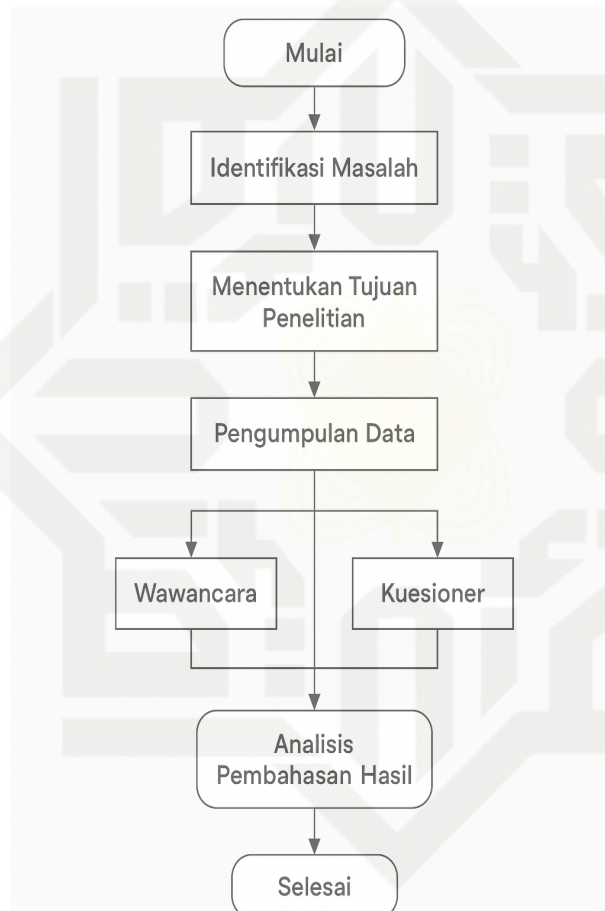 Mulai
Identifikasi Masalah
Menentukan Tujuan
Penelitian
Pengumpulan Data
Wawancara
Kuesioner
Analisis
Pembahasan Hasil
Selesai